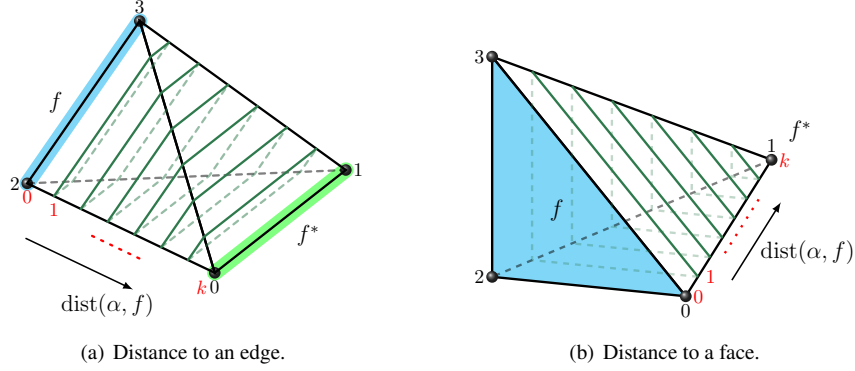 3
f
2
0
1
1
f*
k
0
dist(α, f)
(a) Distance to an edge.
3
1
f*
k
f
dist(α, f)
2
1
0
0
(b) Distance to a face.